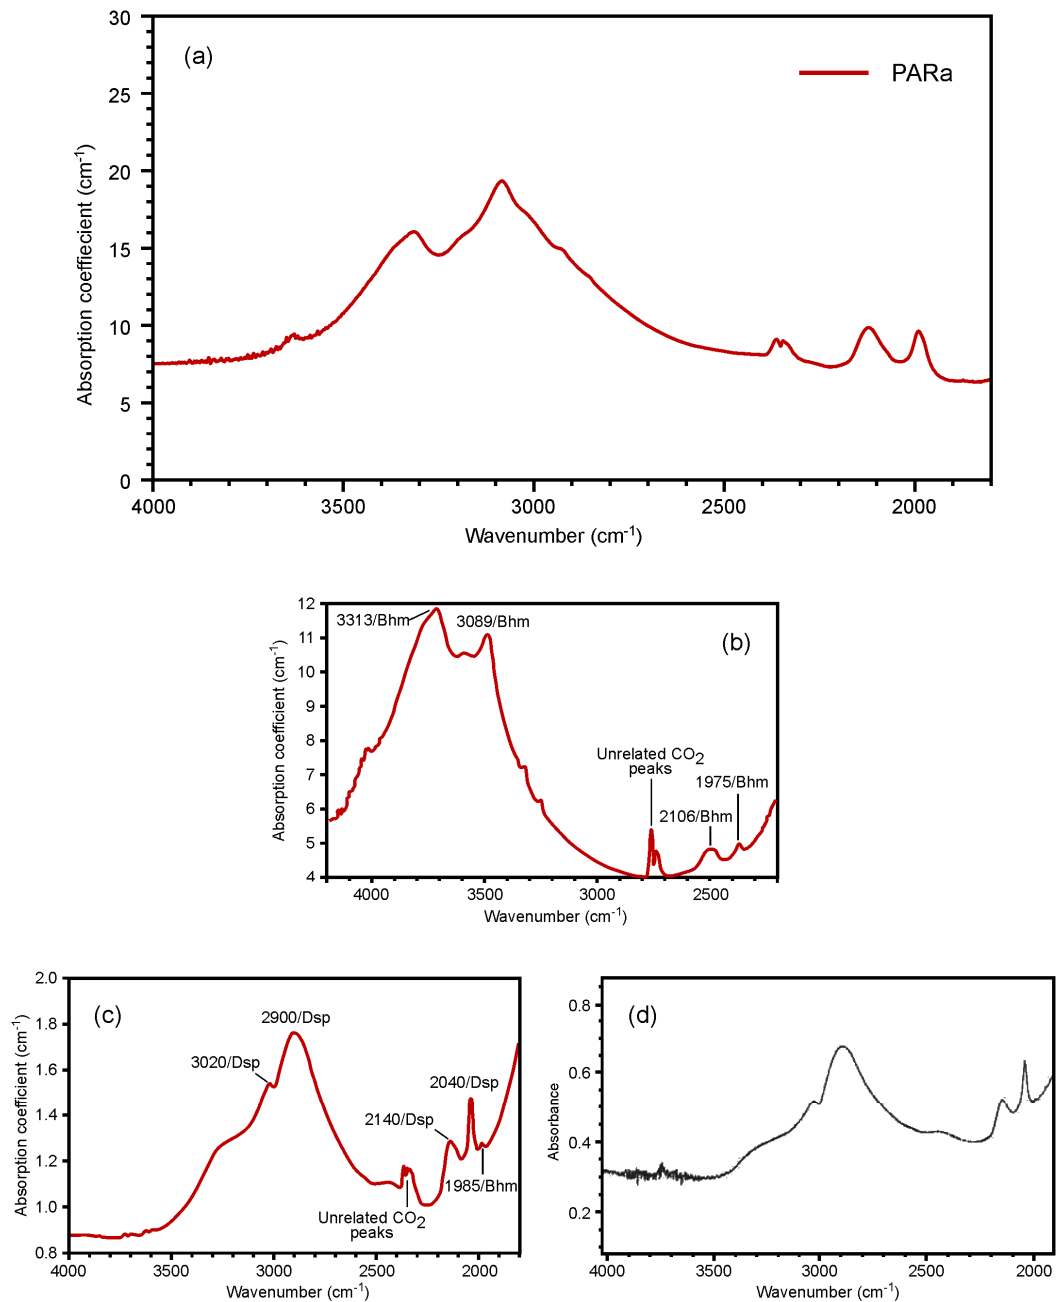 30
(a)
PARa
25
20
15
10
5
0
Absorption coeffiecient (cm-1)
4000 3500 3000 2500 2000
Wavenumber (cm-1)
12
3313/Bhm 3089/Bhm
(b)
11
10
9
8
7
6
5
4
Absorption coefficient (cm-1)
Unrelated CO2
peaks
1975/Bhm
2106/Bhm
4000 3500 3000 2500
Wavenumber (cm-1)
2.0
(c)
1.8
1.6
1.4
1.2
1.0
0.8
Absorption coefficient (cm-1)
2900/Dsp
3020/Dsp
2040/Dsp
2140/Dsp
1985/Bhm
Unrelated CO2
peaks
4000 3500 3000 2500 2000
Wavenumber (cm-1)
0.8
(d)
0.6
0.4
0.2
Absorbance
4000 3500 3000 2500 2000
Wavenumber (cm-1)